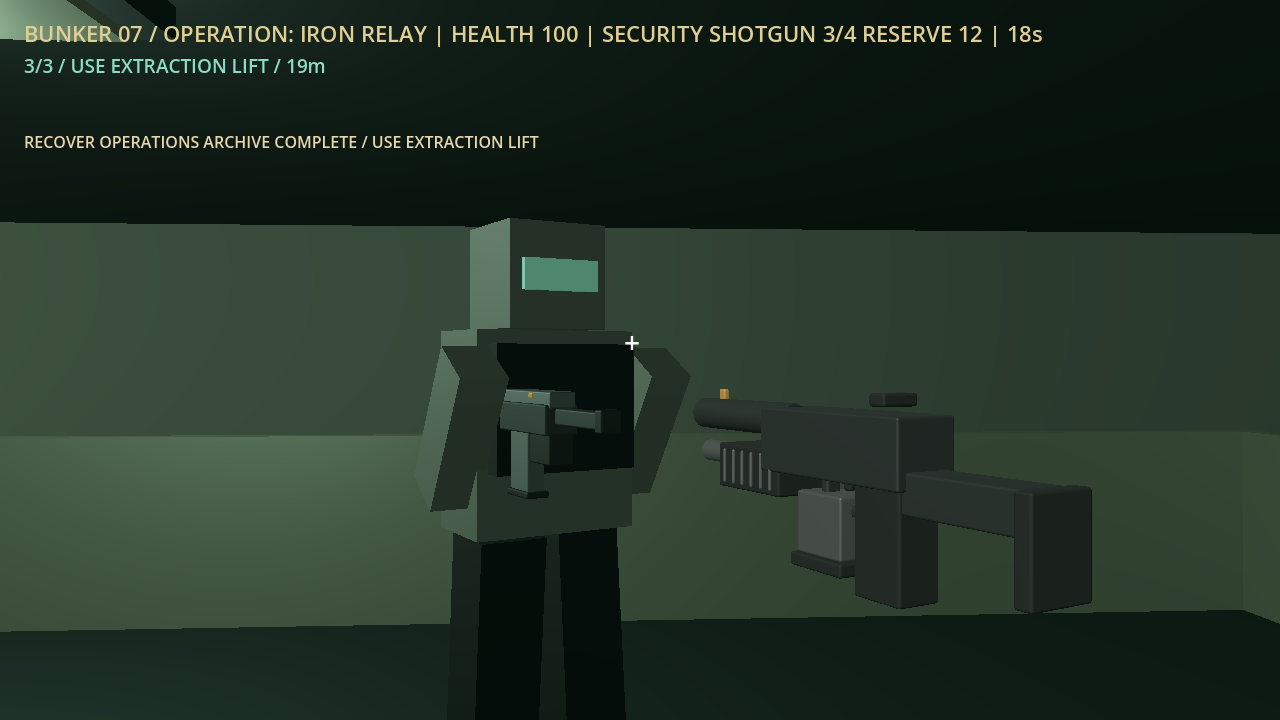 BUNKER 07 / OPERATION: IRON RELAY | HEALTH 100 | SECURITY SHOTGUN 3/4 RESERVE 12 | 18s
3/3 / USE EXTRACTION LIFT / 19m
RECOVER OPERATIONS ARCHIVE COMPLETE / USE EXTRACTION LIFT